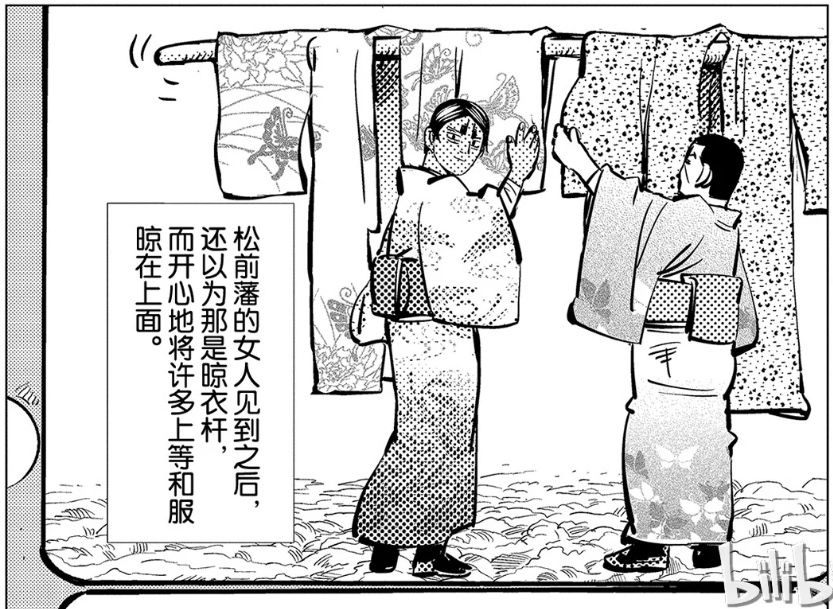 松前藩的女人见到之后，
还以为那是晾衣杆，
而开心地将许多上等和服
晾在上面。
bilibili